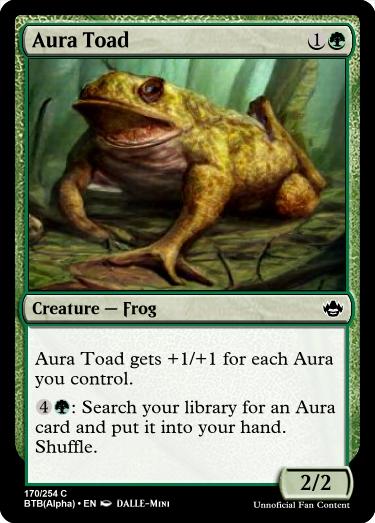 Aura Toad 1
Creature — Frog
Aura Toad gets +1/+1 for each Aura
you control.
4 : Search your library for an Aura
card and put it into your hand.
Shuffle.
2/2
170/254 C
BTB(Alpha) • EN DALLE-Mini
Unofficial Fan Content